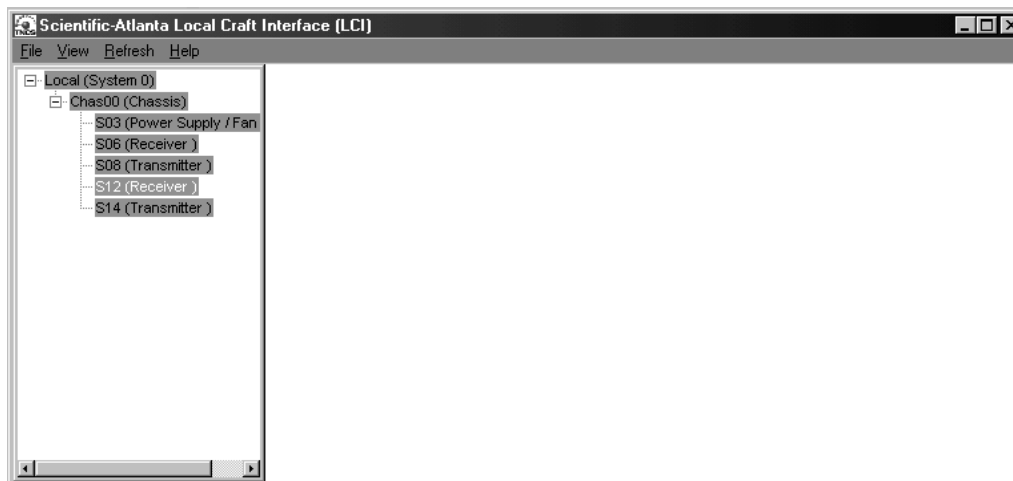 Scientific-Atlanta Local Craft Interface (LCI)
File View Refresh Help
Local (System 0)
Chas00 (Chassis)
S03 (Power Supply / Fan
S06 (Receiver )
S08 (Transmitter )
S12 (Receiver )
S14 (Transmitter )